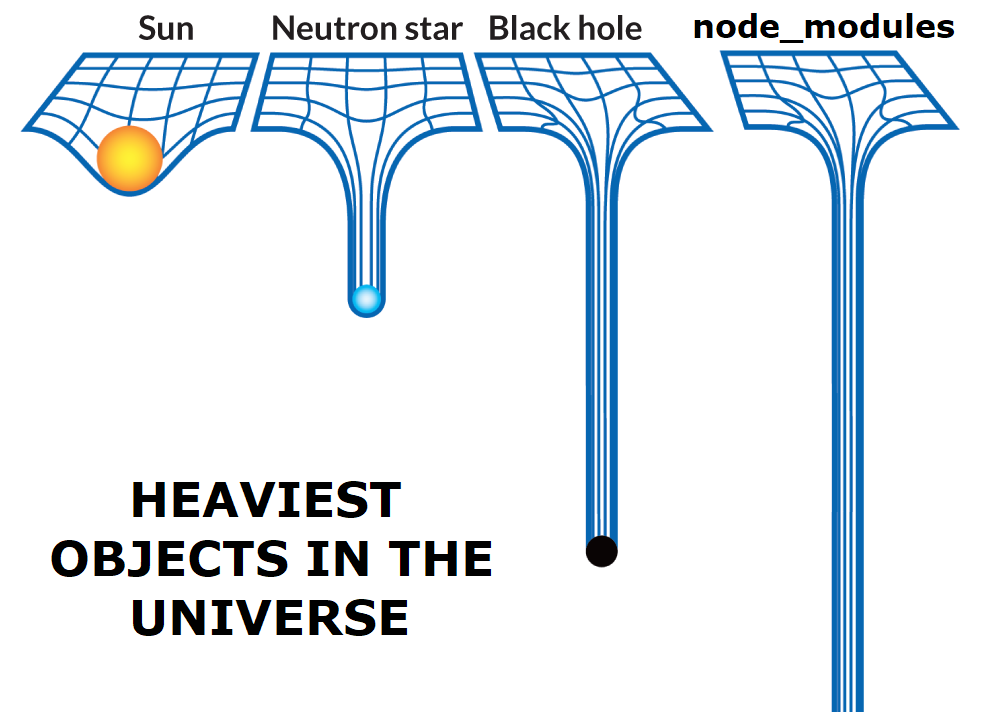 Sun
Neutron star
Black hole
node_modules
HEAVIEST
OBJECTS IN THE
UNIVERSE